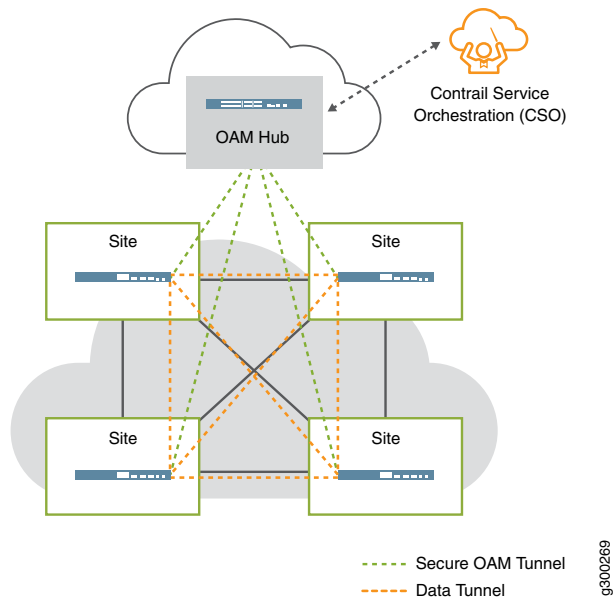 Contrail Service
Orchestration (CSO)
OAM Hub
Site
Site
Site
Site
Secure OAM Tunnel
Data Tunnel
g300269